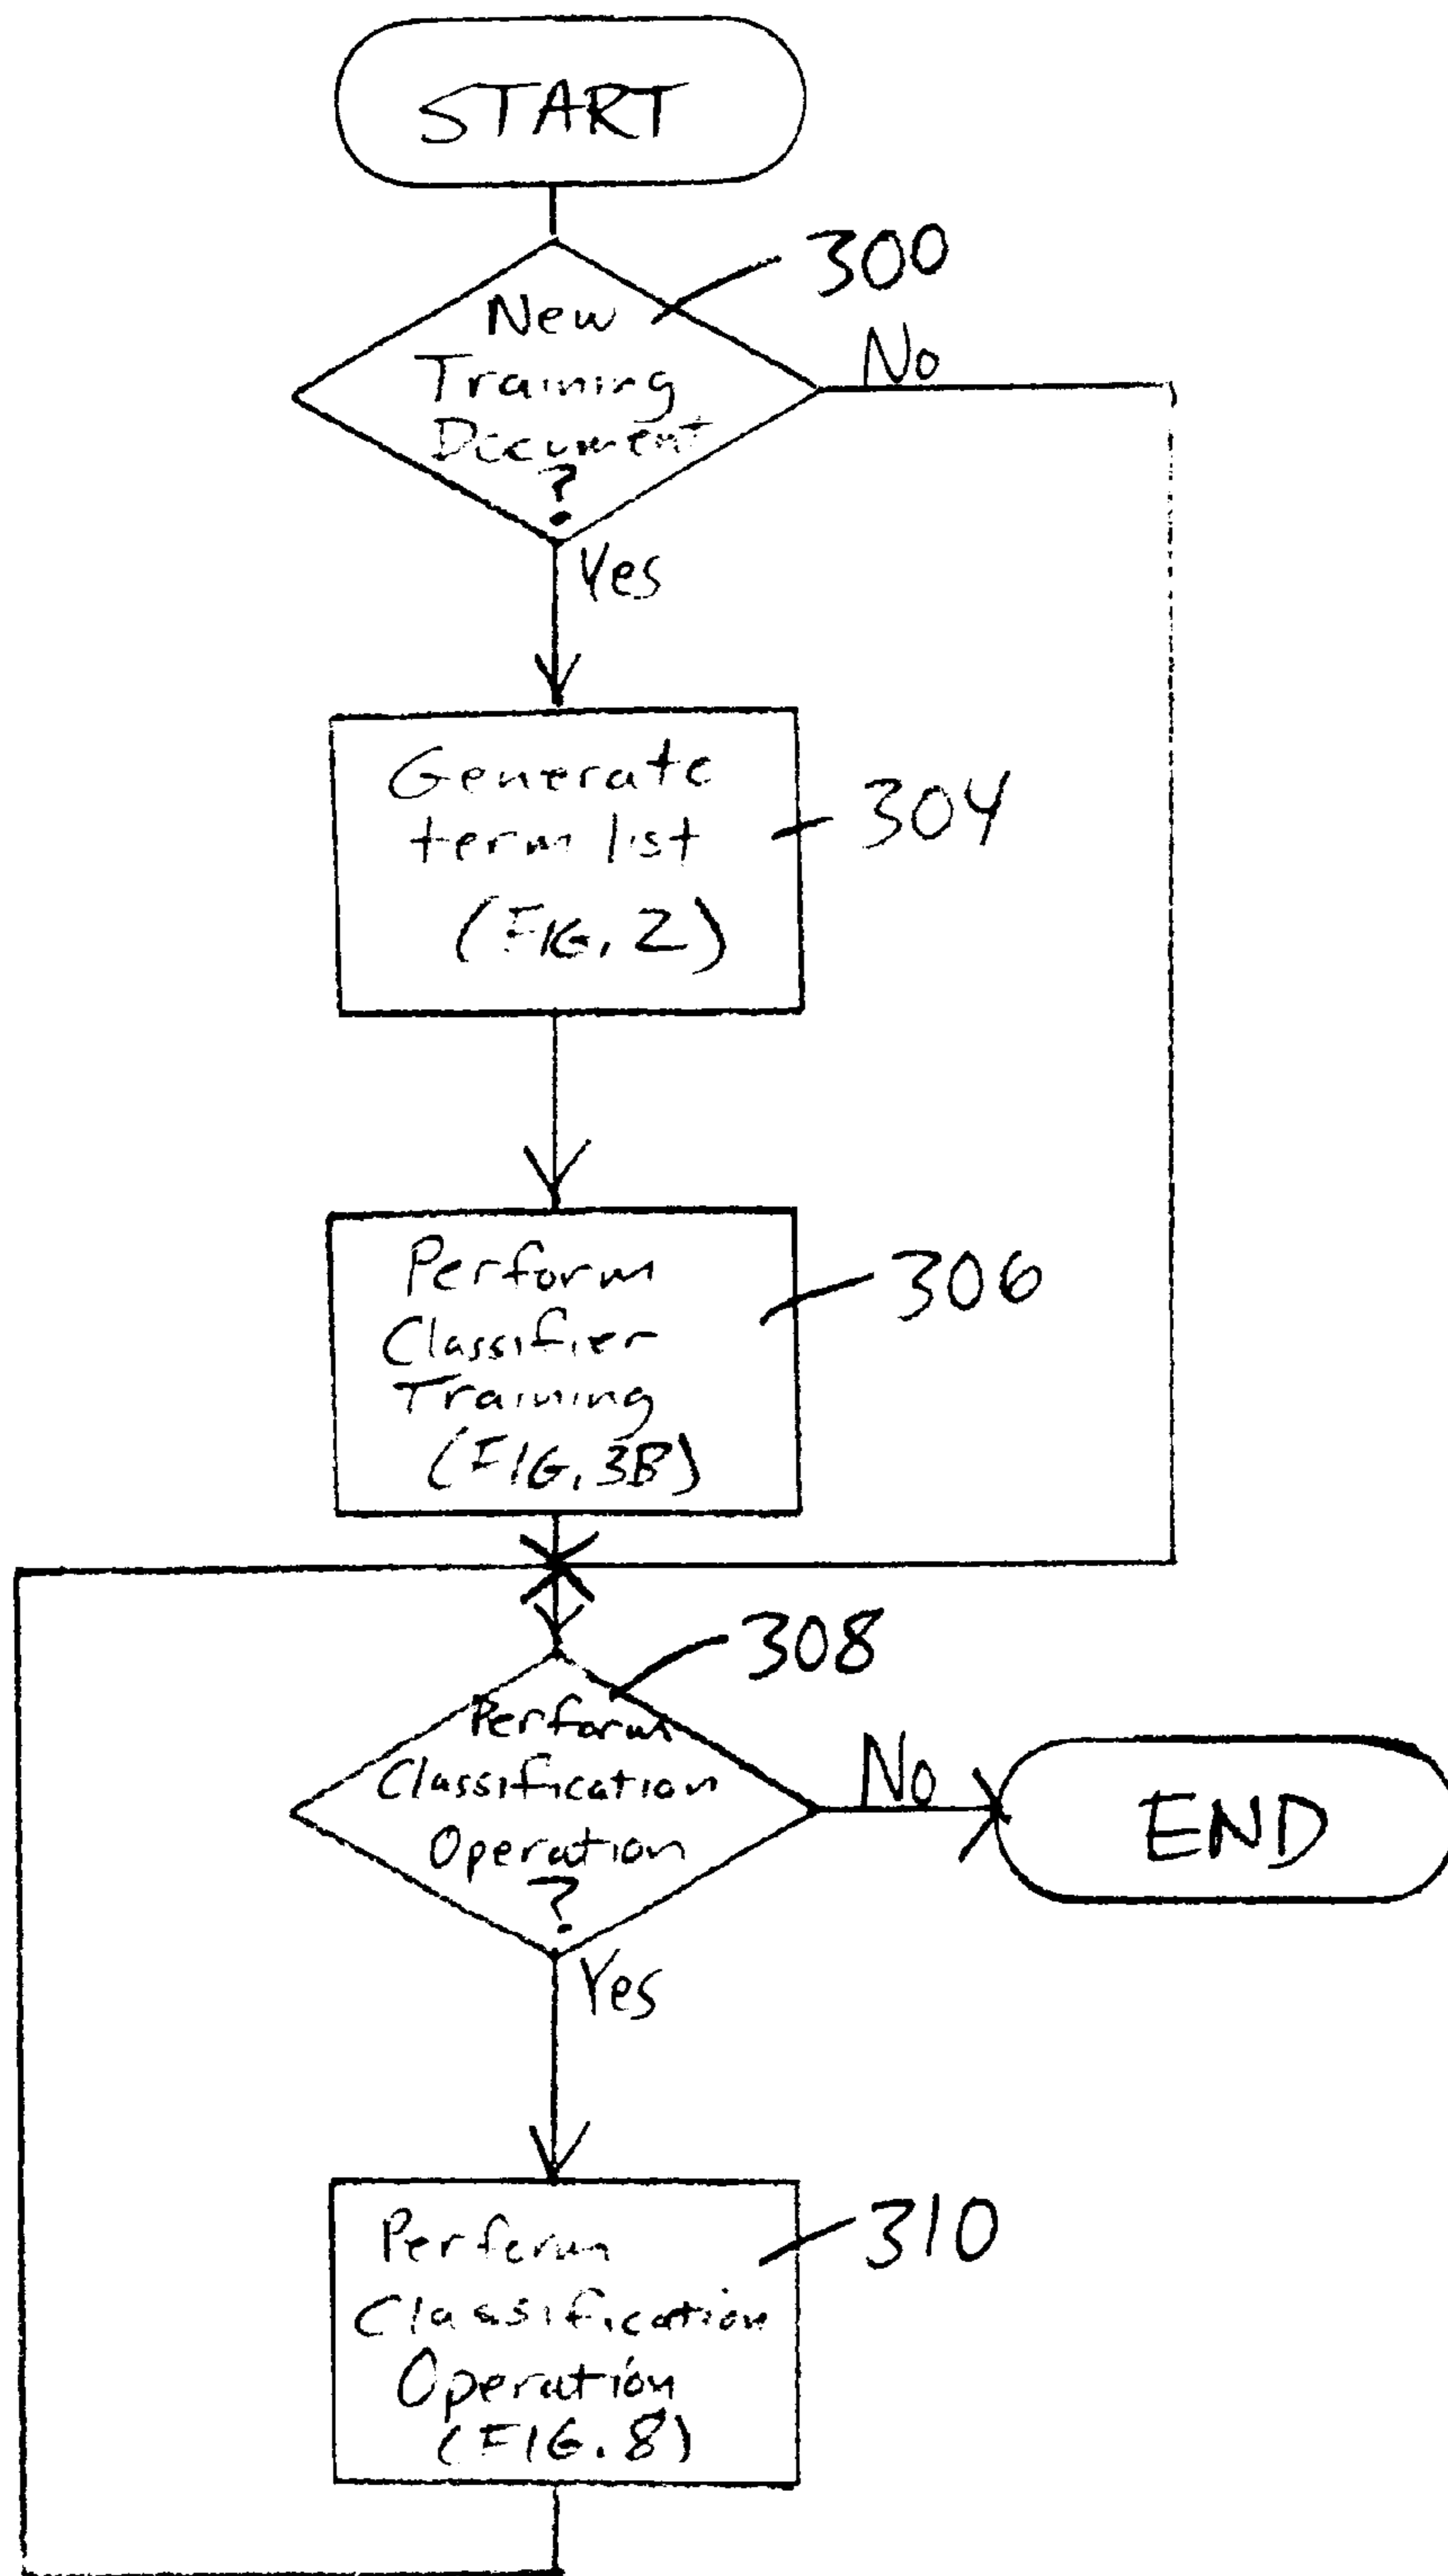 START
300
New
Training
Document
?
No
Yes
Generate
term list
(FIG. 2)
304
Perform
Classifier
Training
(FIG. 3B)
306
308
Perform
Classification
Operation
?
No
END
Yes
Perform
Classification
Operation
(FIG. 8)
310